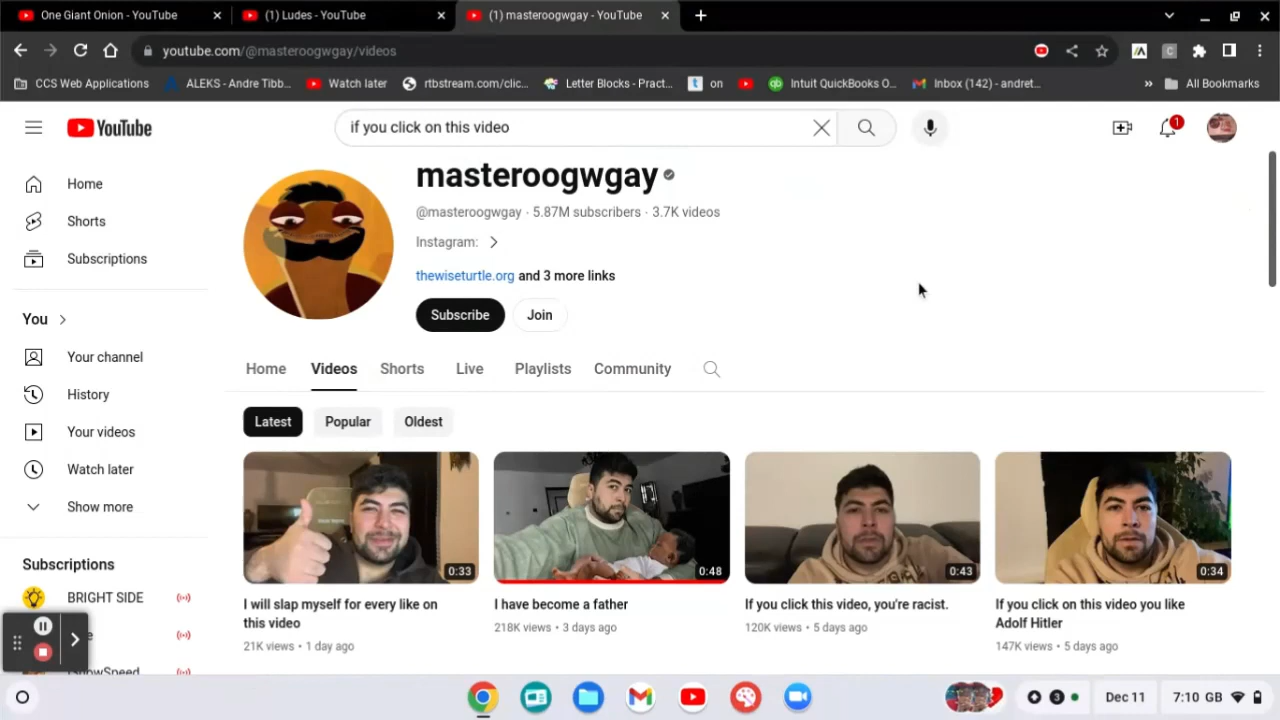 One Giant Onion - YouTube
(1) Ludes - YouTube
(1) masteroogwgay - YouTube
youtube.com/@masteroogwgay/videos
CCS Web Applications
ALEKS - Andre Tibb...
Watch later
rtbstream.com/clic...
Letter Blocks - Pract...
on
Intuit QuickBooks O...
Inbox (142) - andret...
All Bookmarks
YouTube
if you click on this video
1
masteroogwgay
@masteroogwgay · 5.87M subscribers · 3.7K videos
Instagram:
thewiseturtle.org and 3 more links
Subscribe
Join
Home
Shorts
Subscriptions
You
Your channel
History
Your videos
Watch later
Show more
Subscriptions
BRIGHT SIDE
IShowSpeed
Home
Videos
Shorts
Live
Playlists
Community
Latest
Popular
Oldest
0:33
0:48
0:43
0:34
I will slap myself for every like on
this video
21K views • 1 day ago
I have become a father
218K views • 3 days ago
If you click this video, you're racist.
120K views • 5 days ago
If you click on this video you like
Adolf Hitler
147K views • 5 days ago
3
Dec 11
7:10 GB